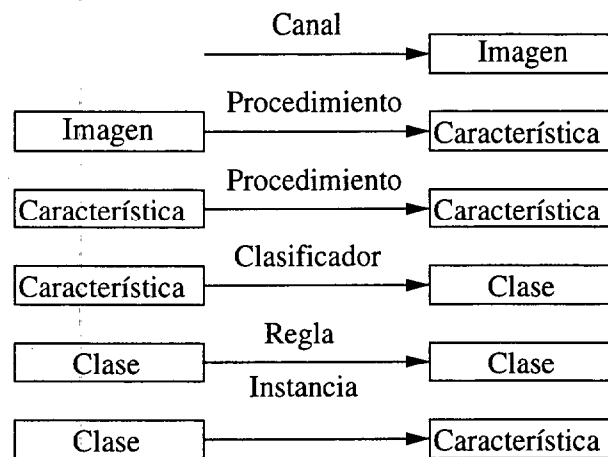 Canal
Imagen
Procedimiento
Imagen
Característica
Procedimiento
Característica
Característica
Clasificador
Característica
Clase
Regla
Clase
Clase
Instancia
Clase
Característica